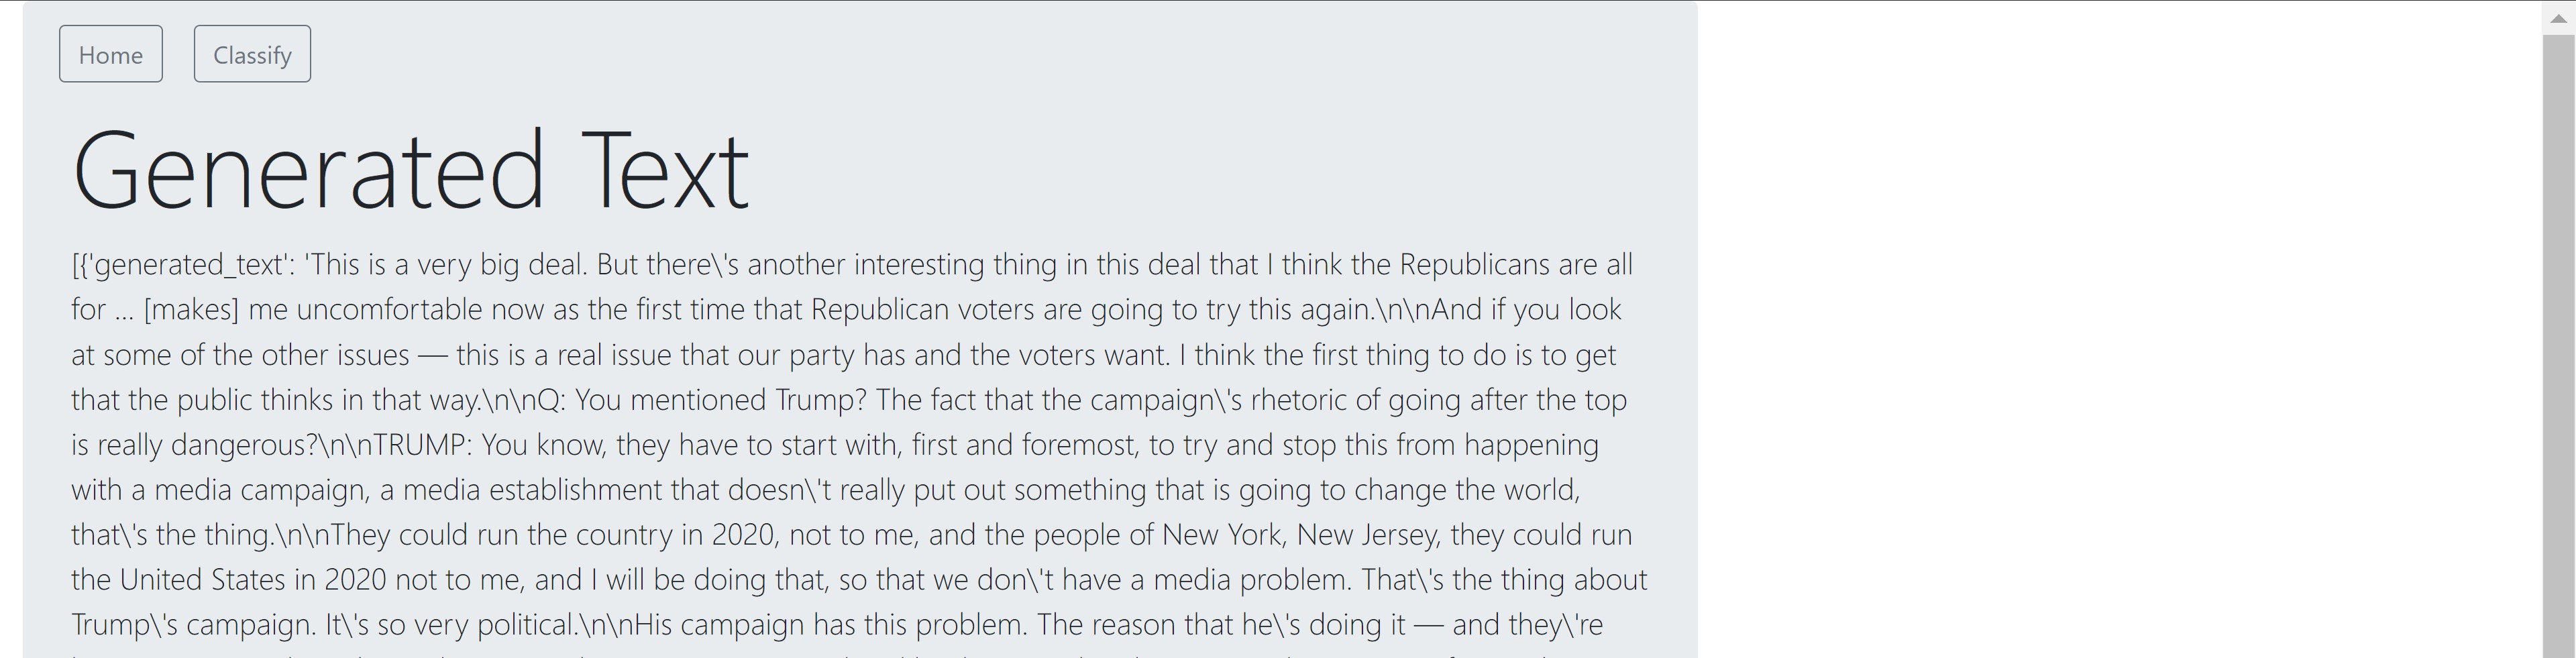 Home
Classify
Generated Text
[{'generated_text': 'This is a very big deal. But there\'s another interesting thing in this deal that I think the Republicans are all
for ... [makes] me uncomfortable now as the first time that Republican voters are going to try this again.\n\nAnd if you look
at some of the other issues — this is a real issue that our party has and the voters want. I think the first thing to do is to get
that the public thinks in that way.\n\nQ: You mentioned Trump? The fact that the campaign\'s rhetoric of going after the top
is really dangerous?\n\nTRUMP: You know, they have to start with, first and foremost, to try and stop this from happening
with a media campaign, a media establishment that doesn\'t really put out something that is going to change the world,
that\'s the thing.\n\nThey could run the country in 2020, not to me, and the people of New York, New Jersey, they could run
the United States in 2020 not to me, and I will be doing that, so that we don\'t have a media problem. That\'s the thing about
Trump\'s campaign. It\'s so very political.\n\nHis campaign has this problem. The reason that he\'s doing it — and they\'re